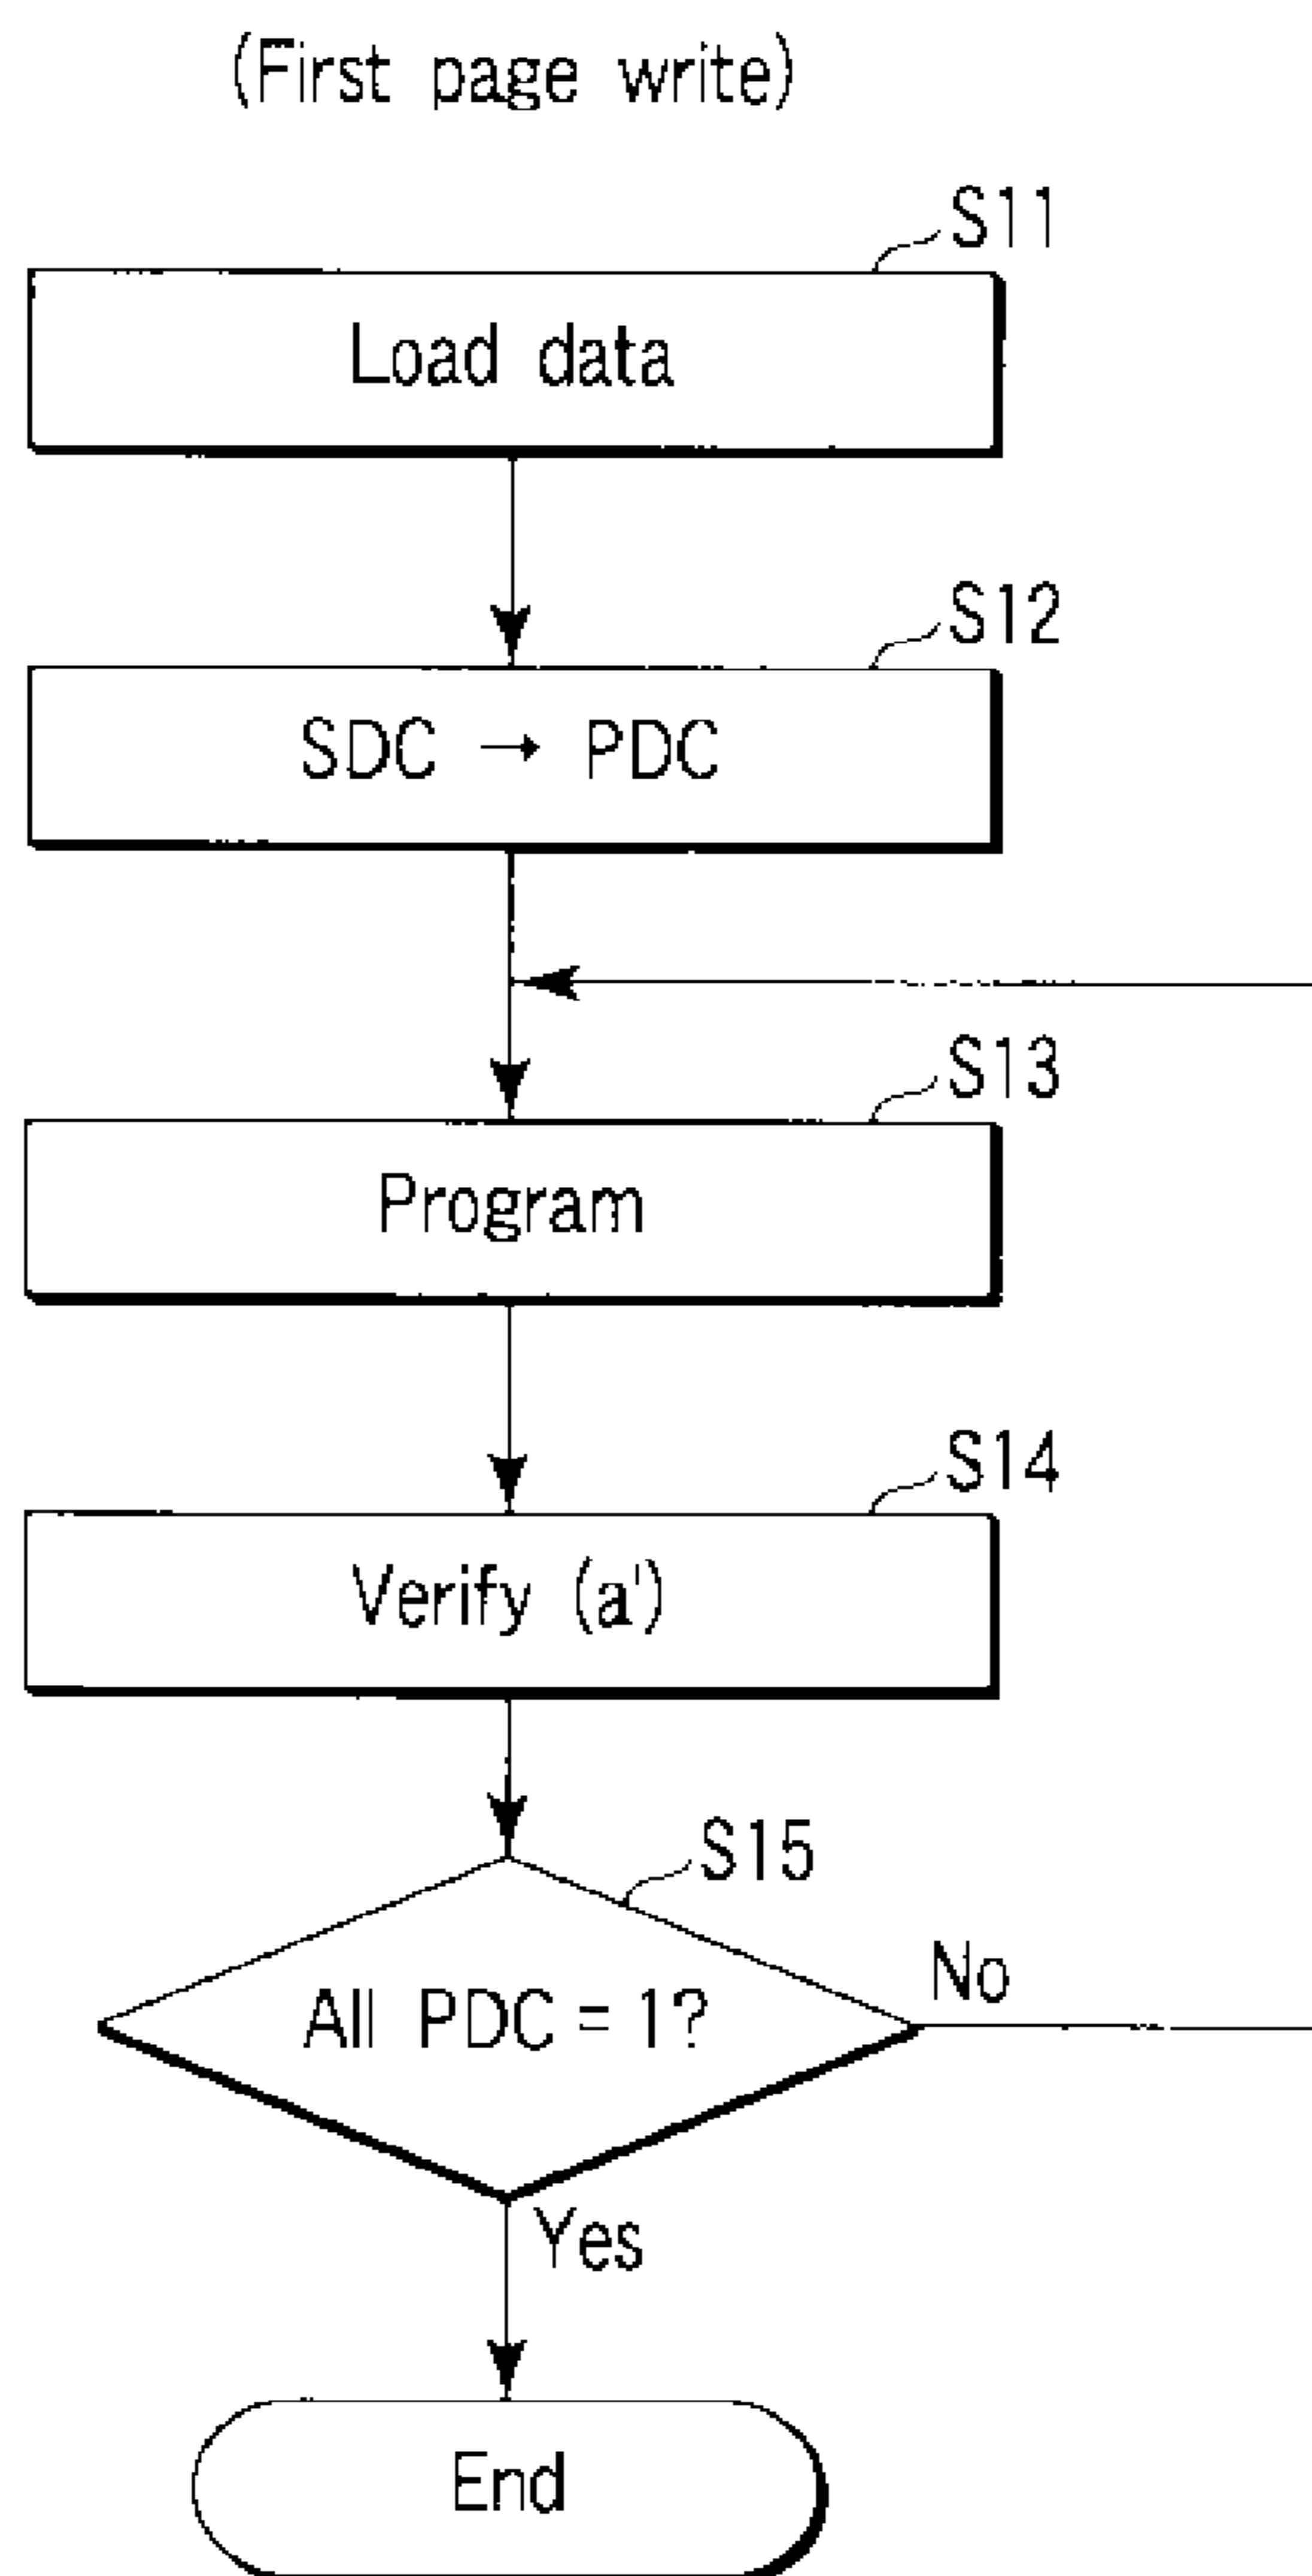 (First page write)
S11
Load data
S12
SDC → PDC
S13
Program
S14
Verify (a')
S15
All PDC = 1?
No
Yes
End